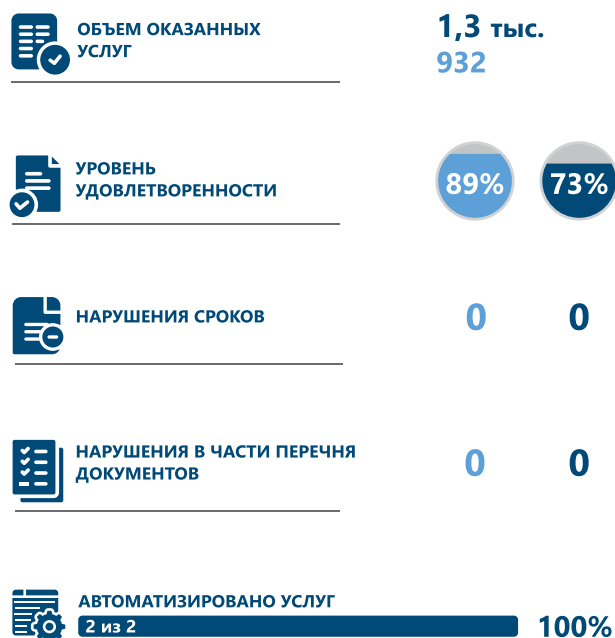 ОБЪЕМ ОКАЗАННЫХ
УСЛУГ
1,3 тыс.
932
УРОВЕНЬ
УДОВЛЕТВОРЕННОСТИ
89% 73%
НАРУШЕНИЯ СРОКОВ
0 0
НАРУШЕНИЯ В ЧАСТИ ПЕРЕЧНЯ
ДОКУМЕНТОВ
0 0
АВТОМАТИЗИРОВАНО УСЛУГ
2 из 2 100%